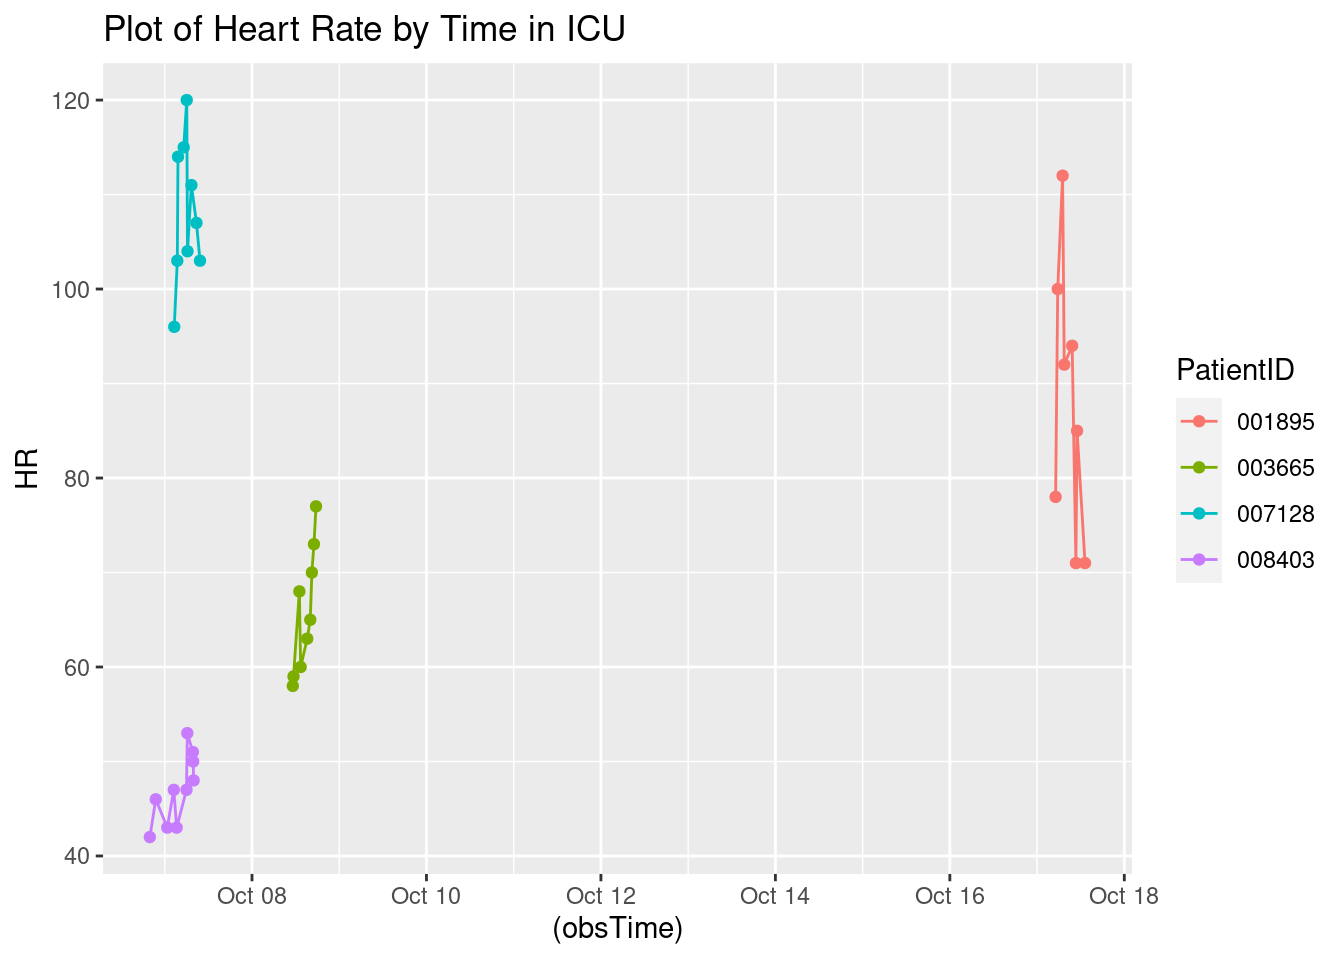 Plot of Heart Rate by Time in ICU
120
100
80
60
40
HR
Oct 08
Oct 10
Oct 12
Oct 14
Oct 16
Oct 18
(obsTime)
PatientID
001895
003665
007128
008403